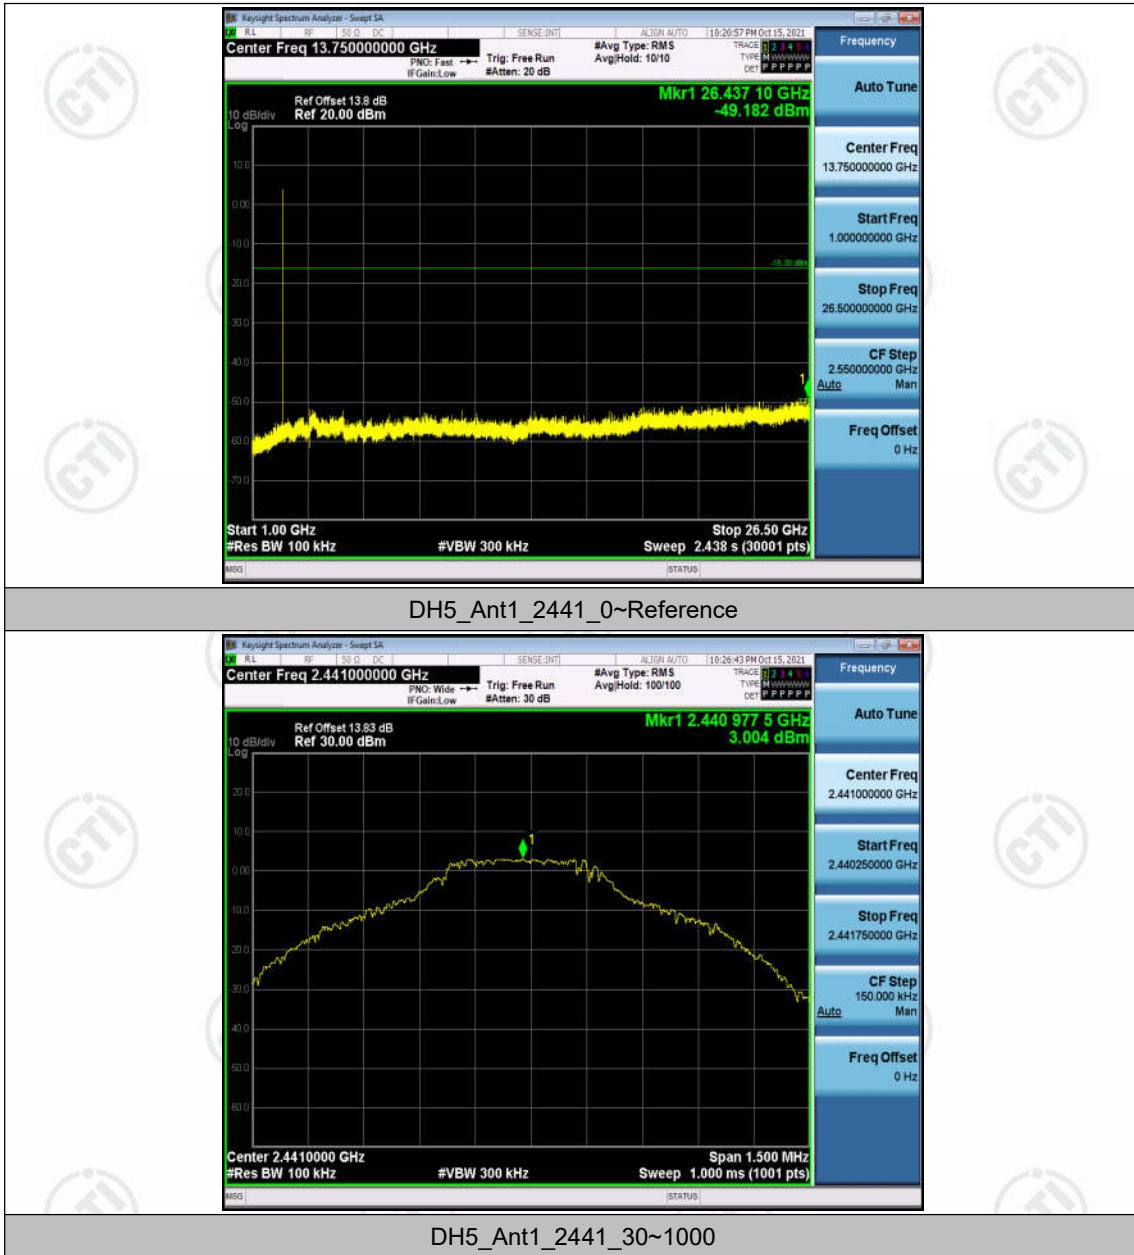 Keysight Spectrum Analyzer - Swept SA
RL RF 50 Ω DC SENSE:INT ALIGN AUTO 10:20:57 PM Oct 15, 2021
Center Freq 13.750000000 GHz
PNO: Fast
IFGain:Low
Trig: Free Run
#Atten: 20 dB
#Avg Type: RMS
Avg|Hold: 10/10
TRACE 1 2 3 4 5 6
TYPE M WWWWW
DET P P P P P P
Mkr1 26.437 10 GHz
-49.182 dBm
Ref Offset 13.8 dB
10 dB/div Ref 20.00 dBm
Log
10.0
0.00
-10.0
-20.0
-30.0
-40.0
-50.0
-60.0
-70.0
1
Start 1.00 GHz Stop 26.50 GHz
#Res BW 100 kHz #VBW 300 kHz Sweep 2.438 s (30001 pts)
MSG STATUS
Frequency
Auto Tune
Center Freq
13.750000000 GHz
Start Freq
1.000000000 GHz
Stop Freq
26.500000000 GHz
CF Step
2.550000000 GHz
Auto Man
Freq Offset
0 Hz
DH5_Ant1_2441_0~Reference
Keysight Spectrum Analyzer - Swept SA
RL RF 50 Ω DC SENSE:INT ALIGN AUTO 10:26:43 PM Oct 15, 2021
Center Freq 2.441000000 GHz
PNO: Wide
IFGain:Low
Trig: Free Run
#Atten: 30 dB
#Avg Type: RMS
Avg|Hold: 100/100
TRACE 1 2 3 4 5 6
TYPE M WWWWW
DET P P P P P P
Mkr1 2.440 977 5 GHz
3.004 dBm
Ref Offset 13.83 dB
10 dB/div Ref 30.00 dBm
Log
20.0
10.0
0.00
-10.0
-20.0
-30.0
-40.0
-50.0
-60.0
1
Center 2.4410000 GHz Span 1.500 MHz
#Res BW 100 kHz #VBW 300 kHz Sweep 1.000 ms (1001 pts)
MSG STATUS
Frequency
Auto Tune
Center Freq
2.441000000 GHz
Start Freq
2.440250000 GHz
Stop Freq
2.441750000 GHz
CF Step
150.000 kHz
Auto Man
Freq Offset
0 Hz
DH5_Ant1_2441_30~1000
CTI
CTI
CTI
CTI
CTI
CTI